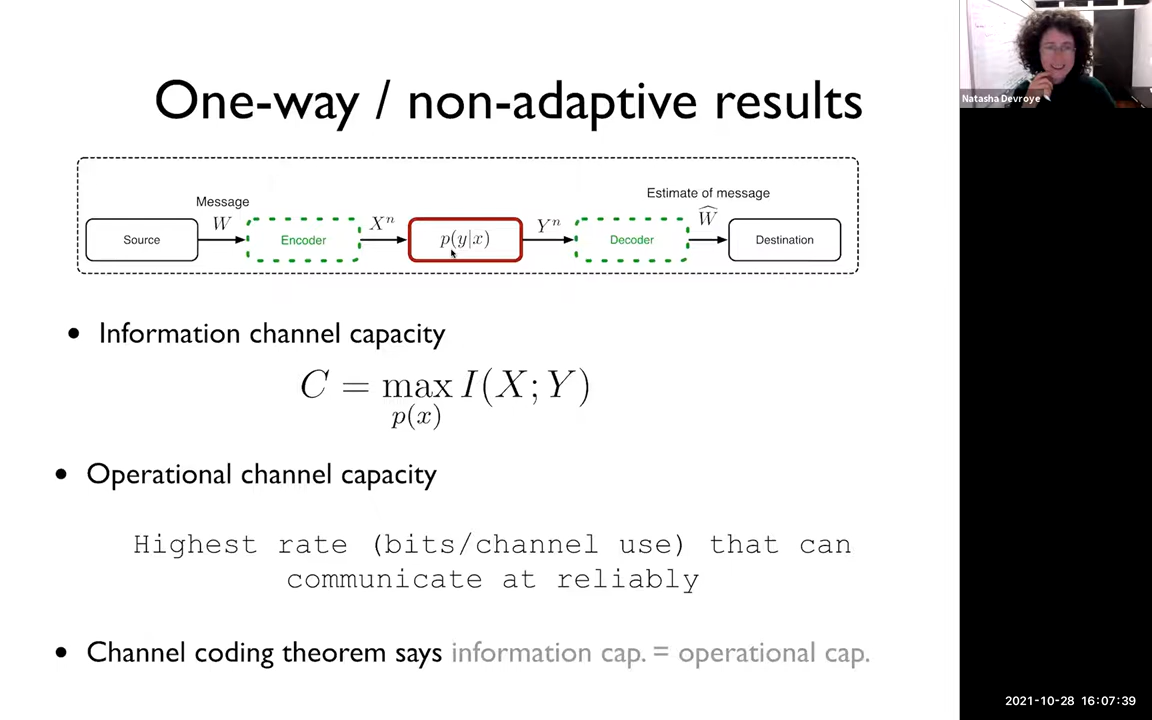 One-way / non-adaptive results
Natasha Devroye
Message
Estimate of message
Source
W
Encoder
Xⁿ
p(y|x)
Yⁿ
Decoder
Ŵ
Destination
• Information channel capacity
C = max I(X; Y)
p(x)
• Operational channel capacity
Highest rate (bits/channel use) that can
communicate at reliably
• Channel coding theorem says information cap. = operational cap.
2021-10-28 16:07:39